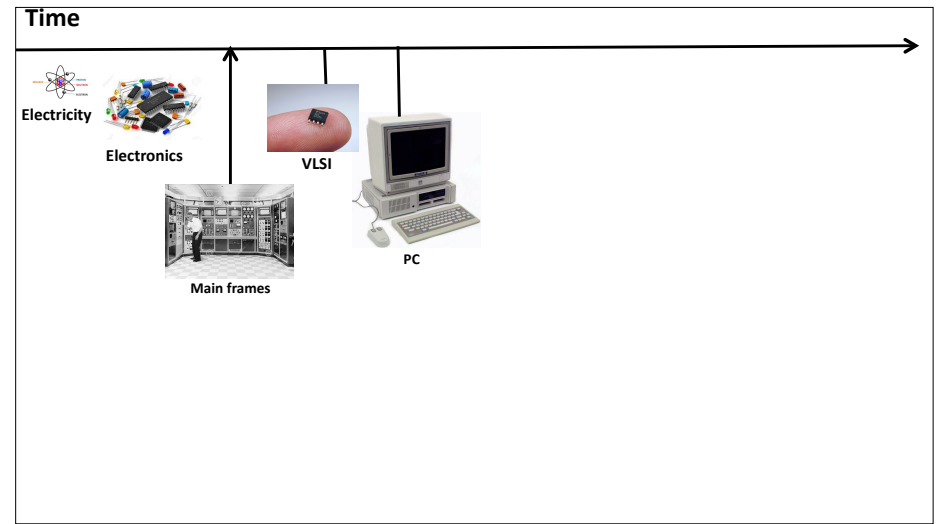 Time
Electricity
Electronics
VLSI
Main frames
PC